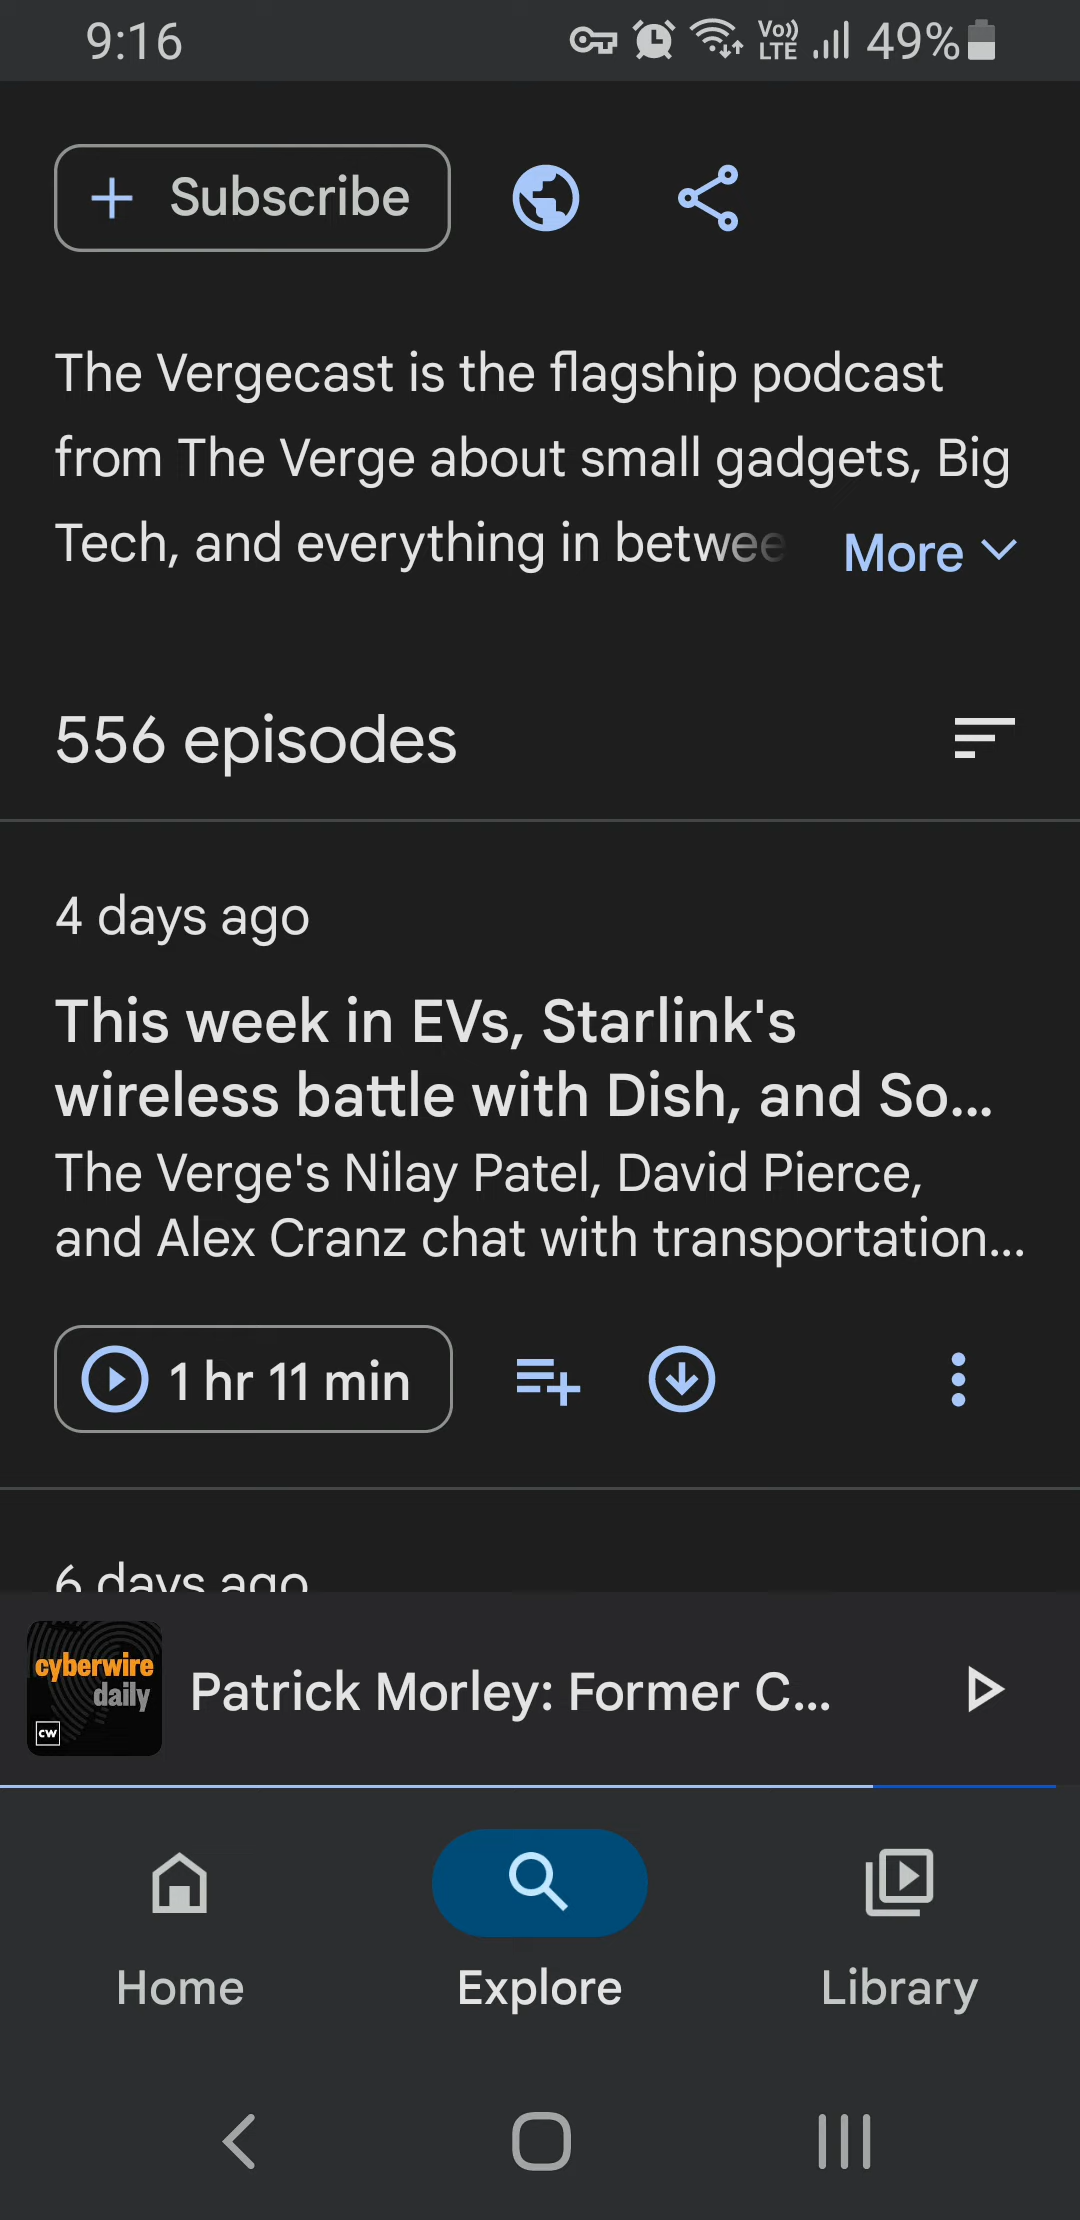 9:16
Vo)) LTE
49%
Subscribe
The Vergecast is the flagship podcast
from The Verge about small gadgets, Big
Tech, and everything in betwee
More
556 episodes
4 days ago
This week in EVs, Starlink's
wireless battle with Dish, and So...
The Verge's Nilay Patel, David Pierce,
and Alex Cranz chat with transportation...
1 hr 11 min
6 days ago
cyberwire
daily
CW
Patrick Morley: Former C...
Home
Explore
Library